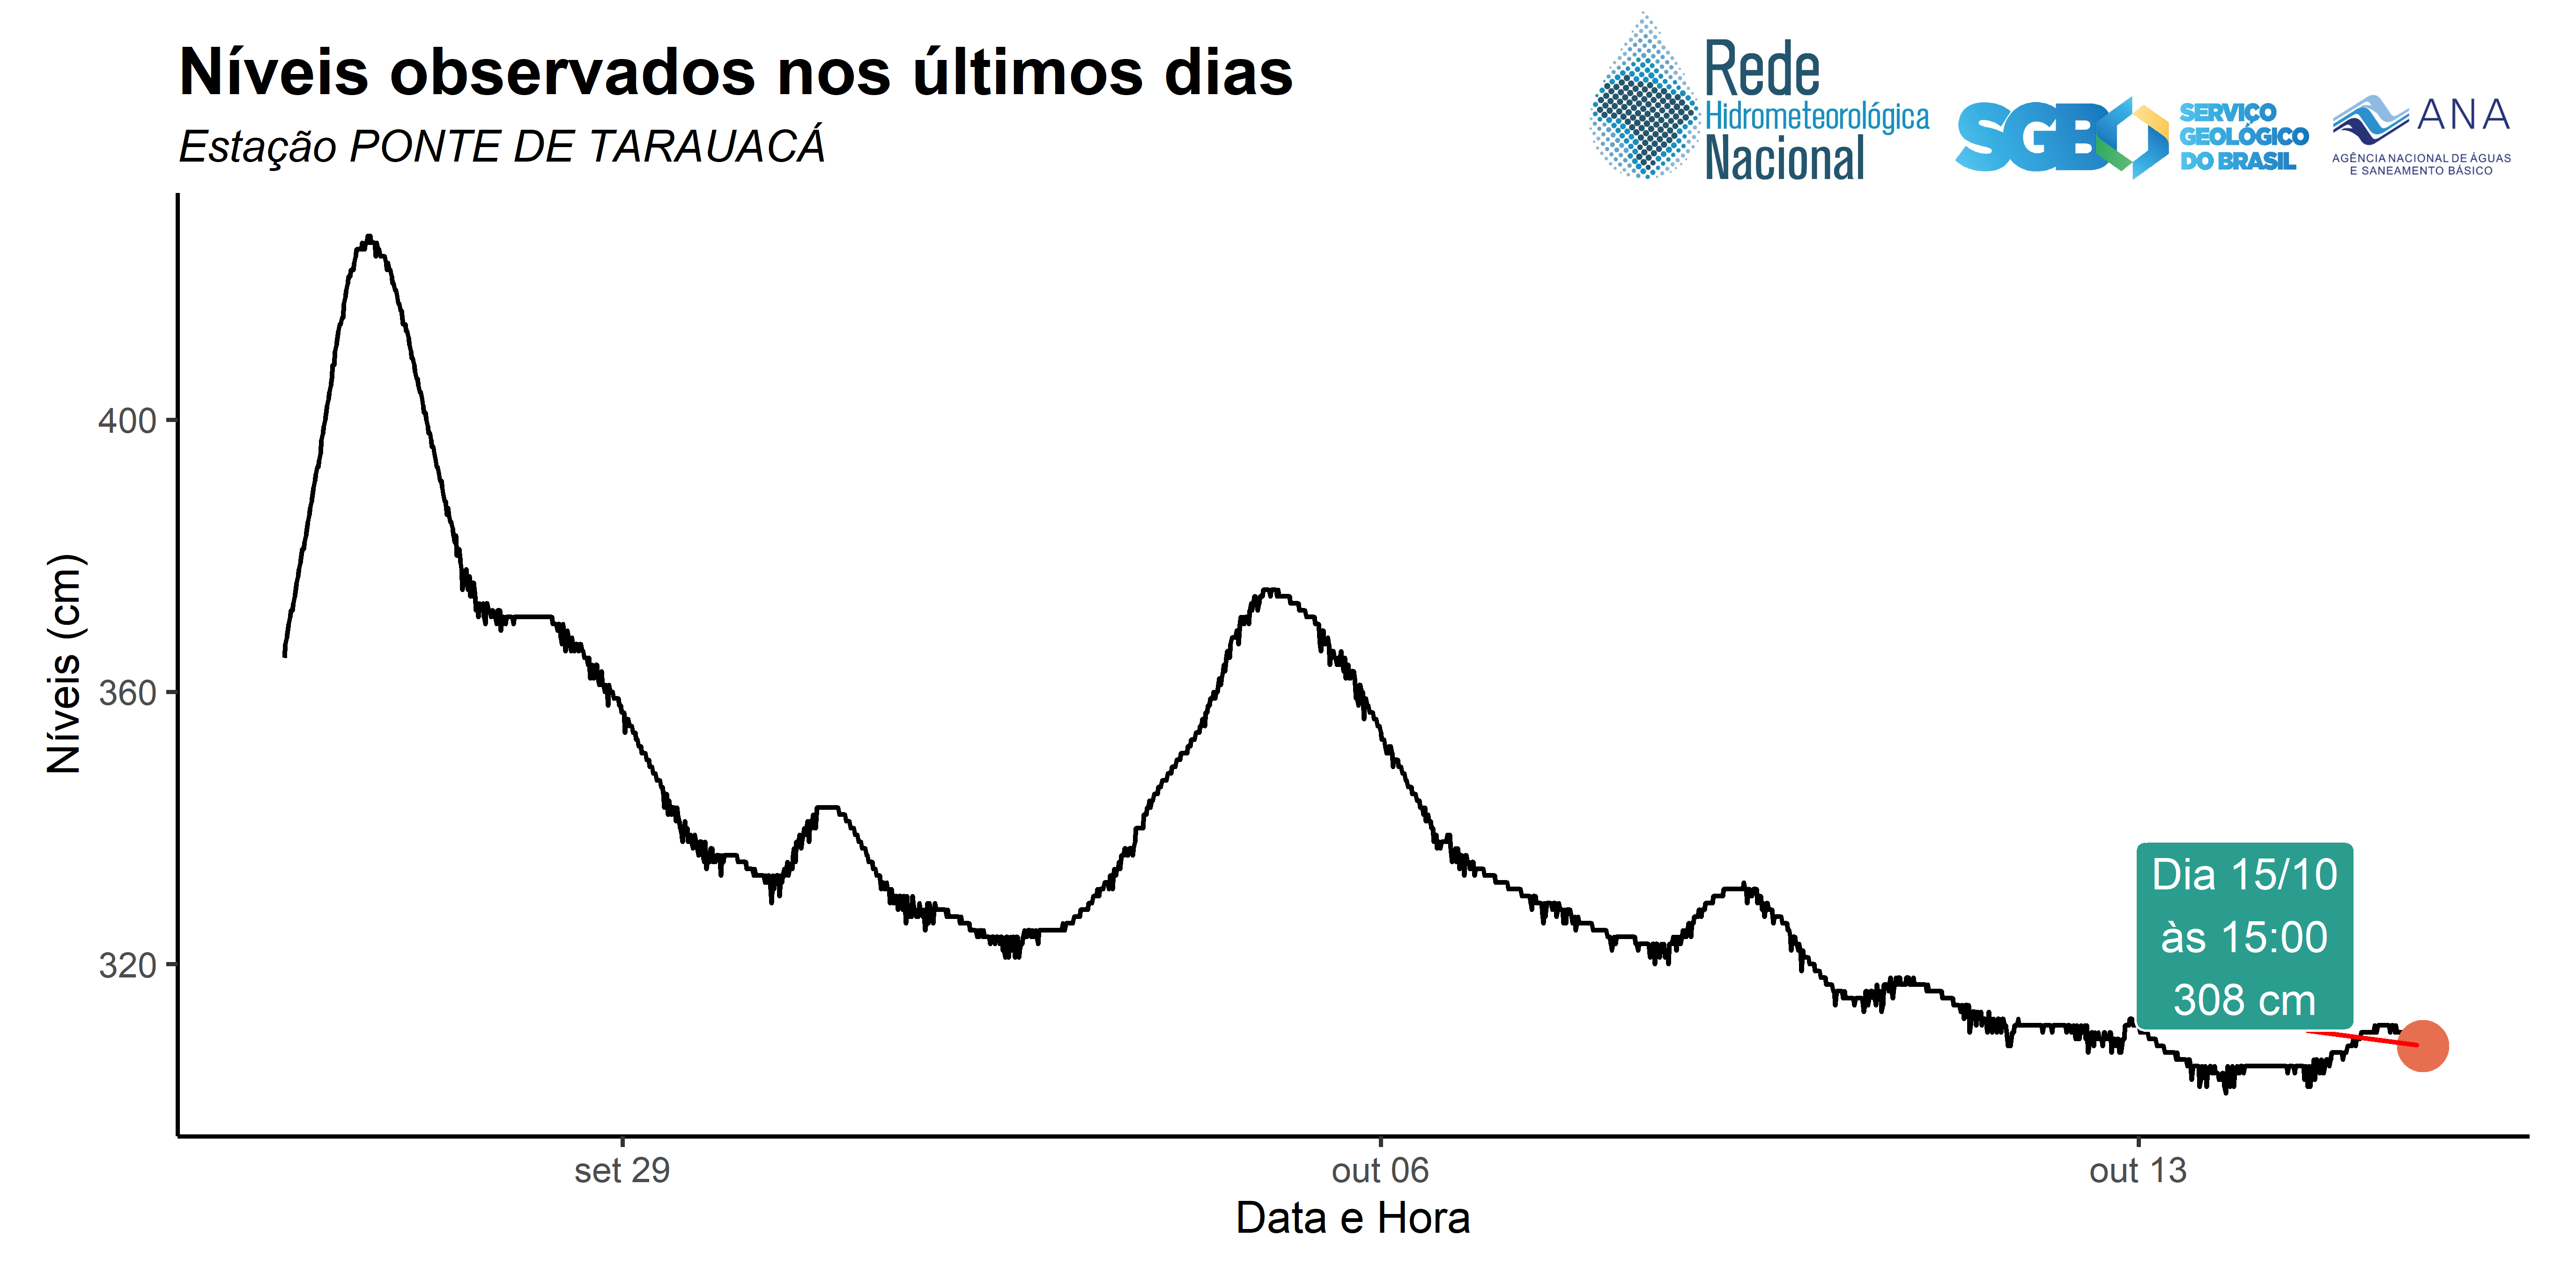 Níveis observados nos últimos dias
Estação PONTE DE TARAUACÁ
Rede
Hidrometeorológica
Nacional
SGB
SERVIÇO
GEOLÓGICO
DO BRASIL
ANA
AGÊNCIA NACIONAL DE ÁGUAS
E SANEAMENTO BÁSICO
Níveis (cm)
400
360
320
Dia 15/10
às 15:00
308 cm
set 29
out 06
out 13
Data e Hora